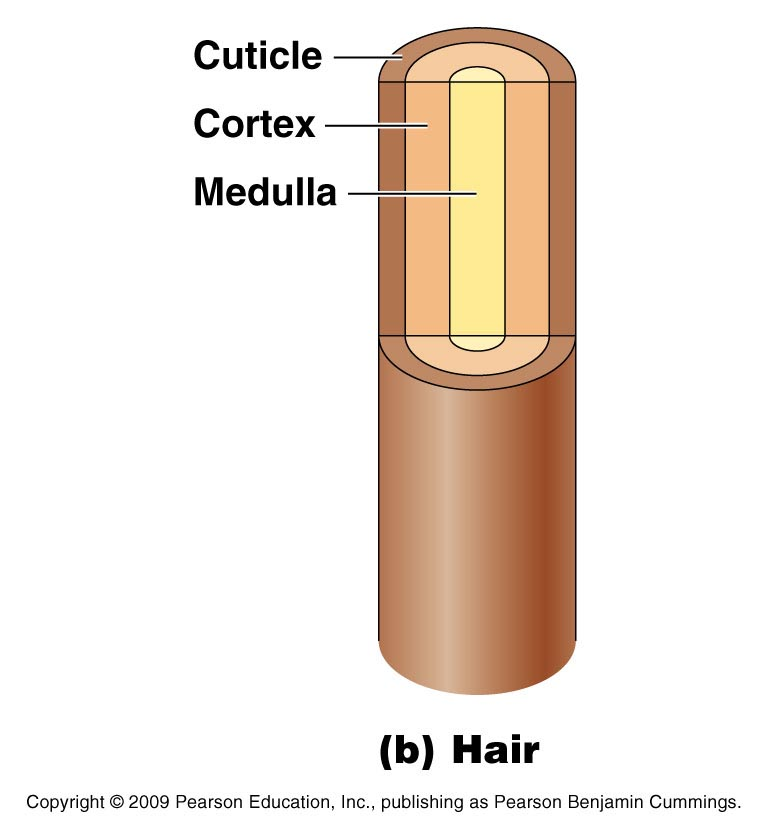 Cuticle
Cortex
Medulla
(b) Hair
Copyright © 2009 Pearson Education, Inc., publishing as Pearson Benjamin Cummings.